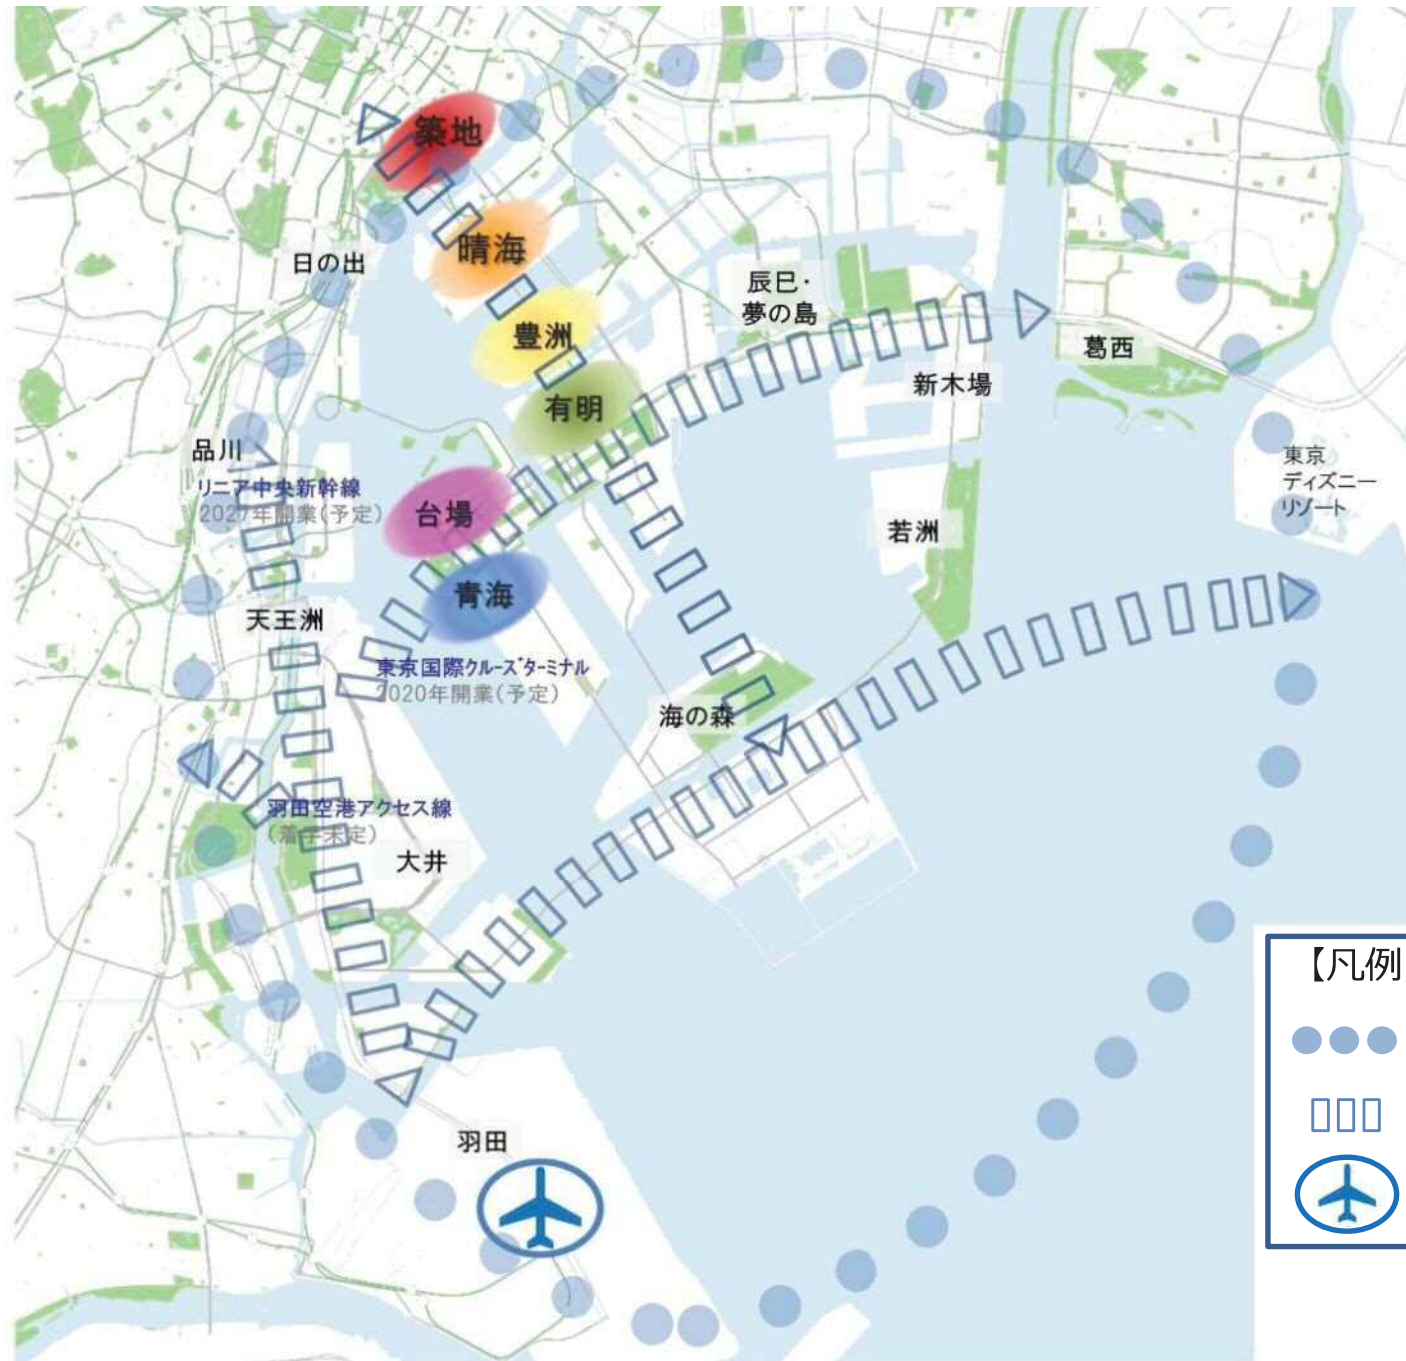 築地
晴海
日の出
辰巳・
夢の島
豊洲
葛西
新木場
有明
品川
東京
ディズニー
リゾート
リニア中央新幹線
2027年開業(予定)
台場
若洲
青海
天王洲
東京国際クルーズターミナル
2020年開業(予定)
海の森
羽田空港アクセス線
(着手未定)
大井
【凡例
羽田